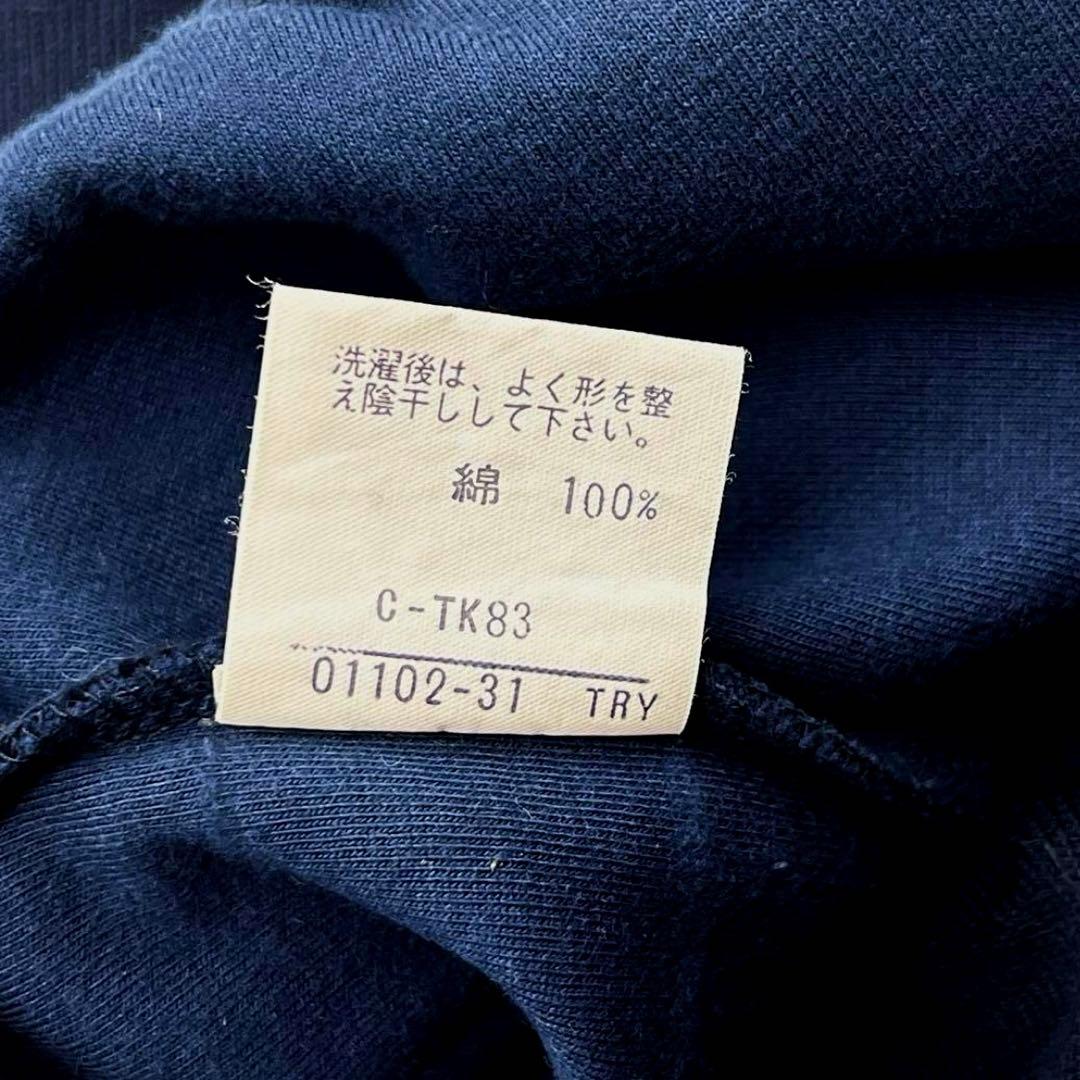 洗濯後は、よく形を整
え陰干しして下さい。
綿 100%
C-TK83
01102-31 TRY